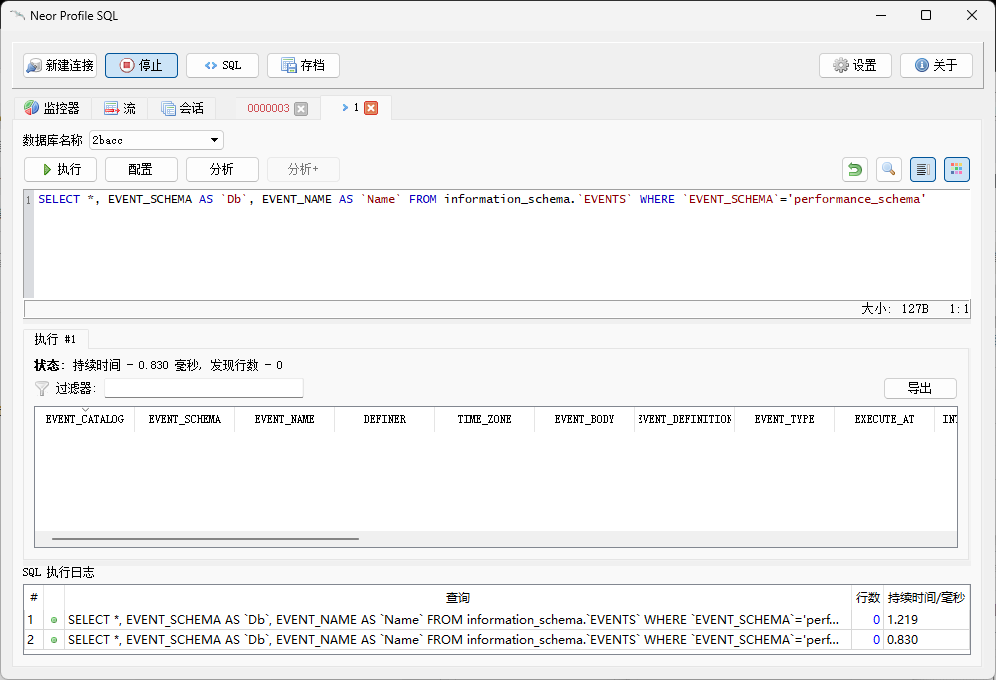 Neor Profile SQL
新建连接 停止 SQL 存档 设置 关于
监控器 流 会话 0000003 1
数据库名称 2bacc
执行 配置 分析 分析+
1 SELECT *, EVENT_SCHEMA AS `Db`, EVENT_NAME AS `Name` FROM information_schema.`EVENTS` WHERE `EVENT_SCHEMA`='performance_schema'
大小: 127B 1:1
执行 #1
状态: 持续时间 - 0.830 毫秒, 发现行数 - 0
过滤器: 导出
EVENT_CATALOG EVENT_SCHEMA EVENT_NAME DEFINER TIME_ZONE EVENT_BODY EVENT_DEFINITION EVENT_TYPE EXECUTE_AT INT
SQL 执行日志
# 查询 行数 持续时间/毫秒
1 SELECT *, EVENT_SCHEMA AS `Db`, EVENT_NAME AS `Name` FROM information_schema.`EVENTS` WHERE `EVENT_SCHEMA`='perf... 0 1.219
2 SELECT *, EVENT_SCHEMA AS `Db`, EVENT_NAME AS `Name` FROM information_schema.`EVENTS` WHERE `EVENT_SCHEMA`='perf... 0 0.830